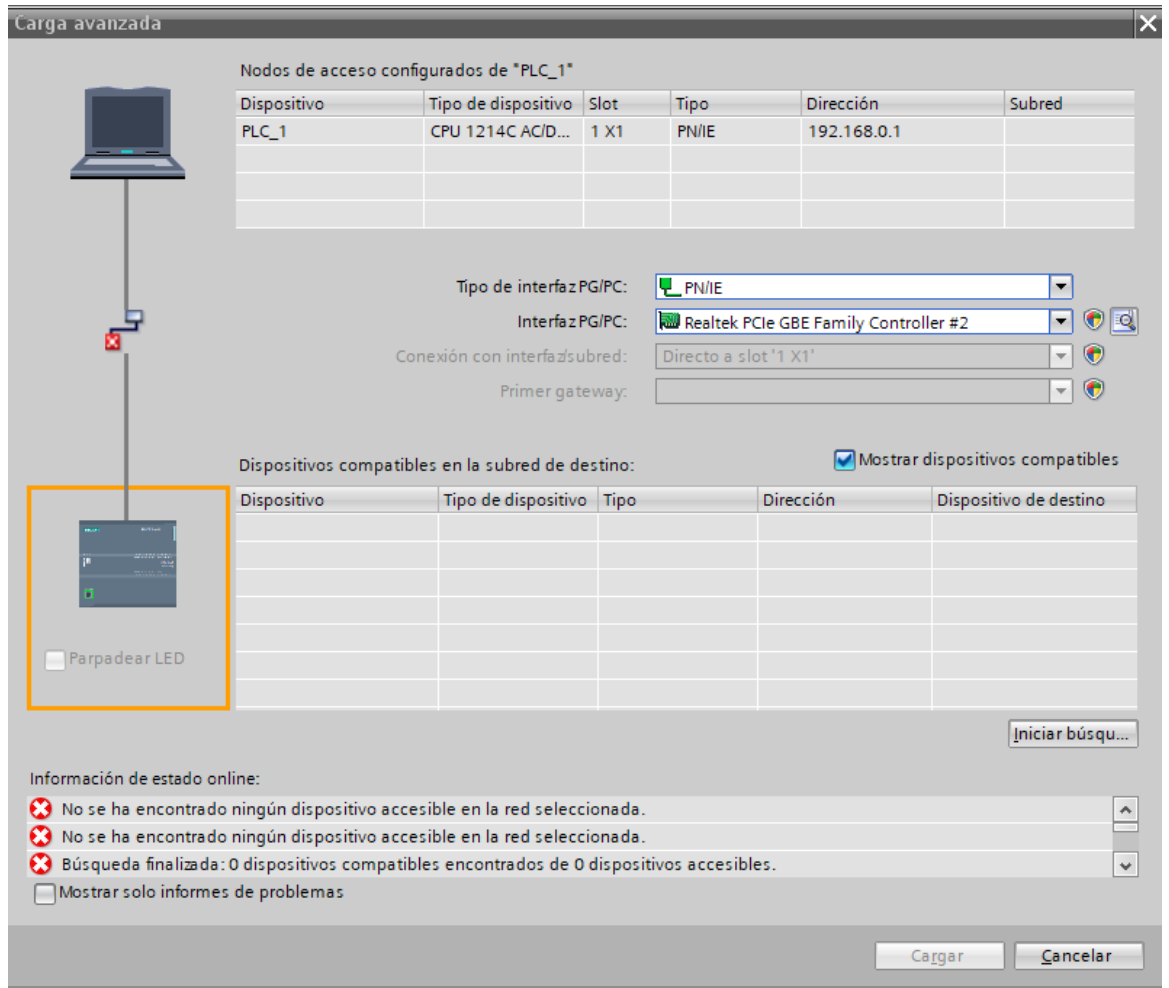 Carga avanzada
Nodos de acceso configurados de "PLC_1"
Dispositivo Tipo de dispositivo Slot Tipo Dirección Subred
PLC_1 CPU 1214C AC/D... 1 X1 PN/IE 192.168.0.1
Tipo de interfaz PG/PC: PN/IE
Interfaz PG/PC: Realtek PCIe GBE Family Controller #2
Conexión con interfaz/subred: Directo a slot '1 X1'
Primer gateway:
Dispositivos compatibles en la subred de destino: Mostrar dispositivos compatibles
Dispositivo Tipo de dispositivo Tipo Dirección Dispositivo de destino
Parpadear LED
Iniciar búsqu...
Información de estado online:
No se ha encontrado ningún dispositivo accesible en la red seleccionada.
No se ha encontrado ningún dispositivo accesible en la red seleccionada.
Búsqueda finalizada: 0 dispositivos compatibles encontrados de 0 dispositivos accesibles.
Mostrar solo informes de problemas
Cargar Cancelar